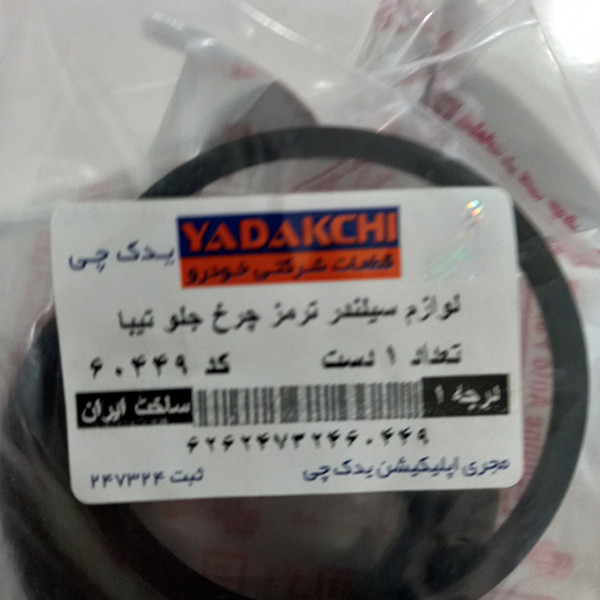 YADAKCHI
یدک چی
قطعات شرکتی خودرو
لوازم سیلندر ترمز چرخ جلو تیبا
تعداد ۱ دست کد ۶۰۴۴۹
درجه ۱ ساخت ایران
۶۲۶۲۴۷۳۲۴۶۰۴۴۹
مجری اپلیکیشن یدک چی ثبت ۲۴۷۳۲۴